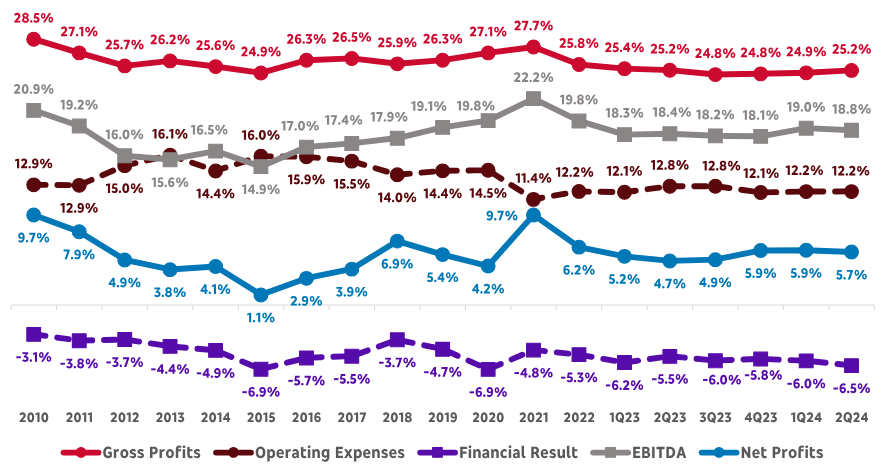 28.5% 27.1% 25.7% 26.2% 25.6% 24.9% 26.3% 26.5% 25.9% 26.3% 27.1% 27.7% 25.8% 25.4% 25.2% 24.8% 24.8% 24.9% 25.2%
20.9% 19.2% 16.0% 15.6% 16.5% 14.9% 17.0% 17.4% 17.9% 19.1% 19.8% 22.2% 19.8% 18.3% 18.4% 18.2% 18.1% 19.0% 18.8%
12.9% 12.9% 15.0% 16.1% 14.4% 16.0% 15.9% 15.5% 14.0% 14.4% 14.5% 11.4% 12.2% 12.1% 12.8% 12.8% 12.1% 12.2% 12.2%
9.7% 7.9% 4.9% 3.8% 4.1% 1.1% 2.9% 3.9% 6.9% 5.4% 4.2% 9.7% 6.2% 5.2% 4.7% 4.9% 5.9% 5.9% 5.7%
-3.1% -3.8% -3.7% -4.4% -4.9% -6.9% -5.7% -5.5% -3.7% -4.7% -6.9% -4.8% -5.3% -6.2% -5.5% -6.0% -5.8% -6.0% -6.5%
2010 2011 2012 2013 2014 2015 2016 2017 2018 2019 2020 2021 2022 1Q23 2Q23 3Q23 4Q23 1Q24 2Q24
Gross Profits Operating Expenses Financial Result EBITDA Net Profits